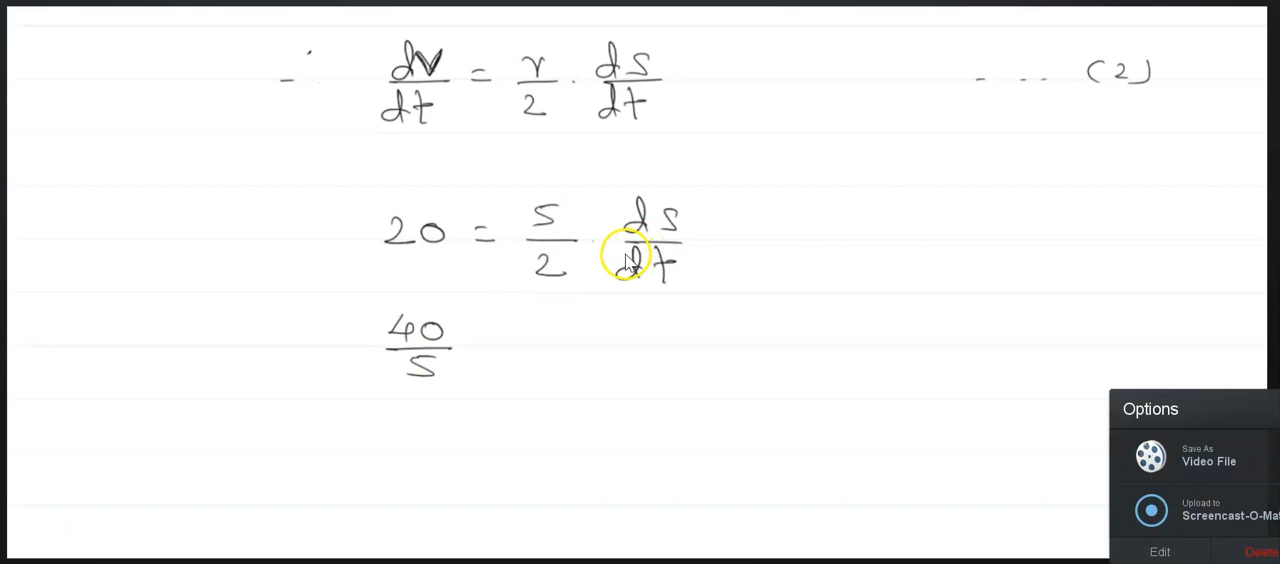 ∴ dv/dt = r/2 · ds/dt .... (2)
20 = 5/2 · ds/dt
40/5
Options
Save As
Video File
Upload to
Screencast-O-Mat
Edit Delete